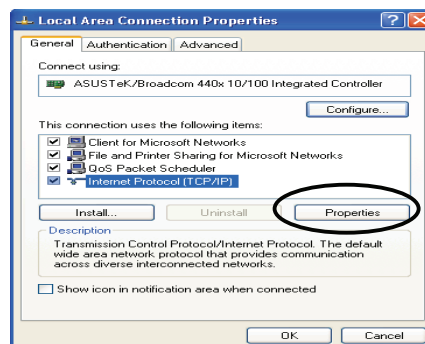 Local Area Connection Properties
General Authentication Advanced
Connect using:
ASUSTeK/Broadcom 440x 10/100 Integrated Controller
Configure...
This connection uses the following items:
Client for Microsoft Networks
File and Printer Sharing for Microsoft Networks
QoS Packet Scheduler
Internet Protocol (TCP/IP)
Install... Uninstall Properties
Description
Transmission Control Protocol/Internet Protocol. The default
wide area network protocol that provides communication
across diverse interconnected networks.
Show icon in notification area when connected
OK Cancel